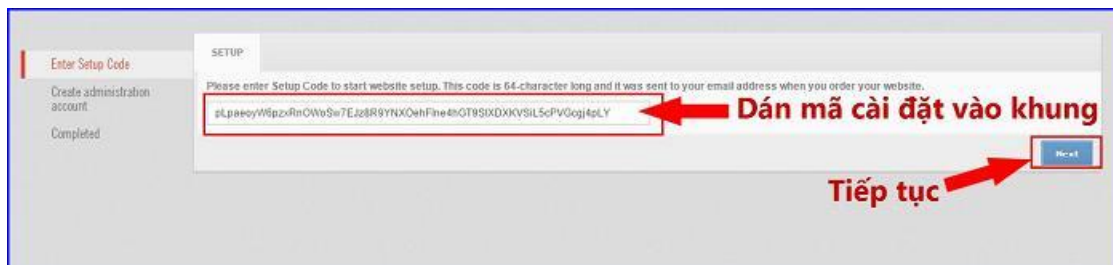 SETUP
Enter Setup Code
Create administration
account
Completed
Please enter Setup Code to start website setup. This code is 64-character long and it was sent to your email address when you order your website.
Dán mã cài đặt vào khung
Next
Tiếp tục